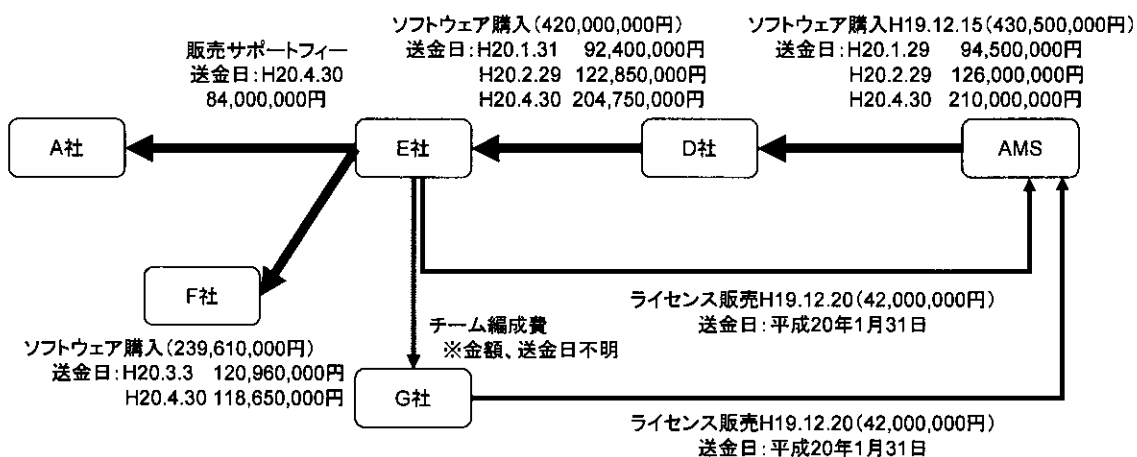 ソフトウェア購入(420,000,000円)
送金日:H20.1.31 92,400,000円
H20.2.29 122,850,000円
H20.4.30 204,750,000円
ソフトウェア購入H19.12.15(430,500,000円)
送金日:H20.1.29 94,500,000円
H20.2.29 126,000,000円
H20.4.30 210,000,000円
販売サポートフィー
送金日:H20.4.30
84,000,000円
A社
E社
D社
AMS
F社
ソフトウェア購入(239,610,000円)
送金日:H20.3.3 120,960,000円
H20.4.30 118,650,000円
チーム編成費
※金額、送金日不明
G社
ライセンス販売H19.12.20(42,000,000円)
送金日:平成20年1月31日
ライセンス販売H19.12.20(42,000,000円)
送金日:平成20年1月31日